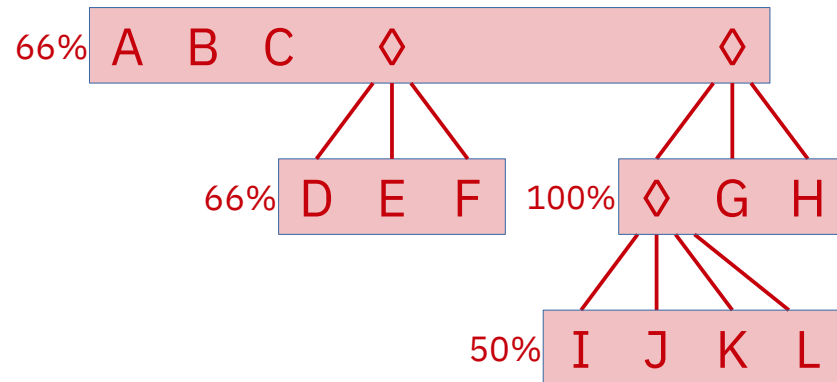 66% A B C ◊ ◊
66% D E F 100% ◊ G H
50% I J K L